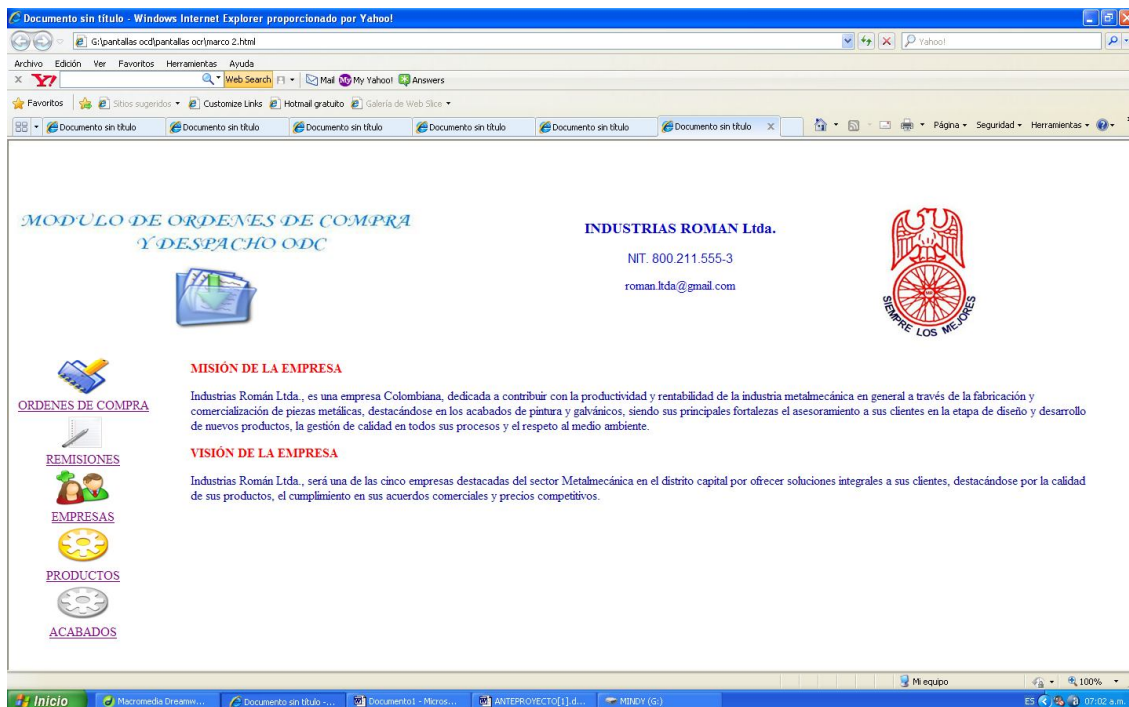 Documento sin título - Windows Internet Explorer proporcionado por Yahoo!
G:\pantallas ocd\pantallas ocr\marco 2.html
Yahoo!
Archivo Edición Ver Favoritos Herramientas Ayuda
Y7 Web Search Mail My My Yahoo! Answers
Favoritos Sitios sugeridos Customize Links Hotmail gratuito Galería de Web Slice
Documento sin título Documento sin título Documento sin título Documento sin título Documento sin título Documento sin título Página Seguridad Herramientas
MODULO DE ORDENES DE COMPRA
Y DESPACHO ODC
INDUSTRIAS ROMAN Ltda.
NIT. 800.211.555-3
roman.ltda@gmail.com
SIEMPRE LOS MEJORES
ORDENES DE COMPRA
REMISIONES
EMPRESAS
PRODUCTOS
ACABADOS
MISIÓN DE LA EMPRESA
Industrias Román Ltda., es una empresa Colombiana, dedicada a contribuir con la productividad y rentabilidad de la industria metalmecánica en general a través de la fabricación y
comercialización de piezas metálicas, destacándose en los acabados de pintura y galvánicos, siendo sus principales fortalezas el asesoramiento a sus clientes en la etapa de diseño y desarrollo
de nuevos productos, la gestión de calidad en todos sus procesos y el respeto al medio ambiente.
VISIÓN DE LA EMPRESA
Industrias Román Ltda., será una de las cinco empresas destacadas del sector Metalmecánica en el distrito capital por ofrecer soluciones integrales a sus clientes, destacándose por la calidad
de sus productos, el cumplimiento en sus acuerdos comerciales y precios competitivos.
Mi equipo 100%
Inicio Macromedia Dreamw... Documento sin título -... Documento1 - Micros... ANTEPROYECTO[1].d... MINDY (G:) ES 07:02 a.m.